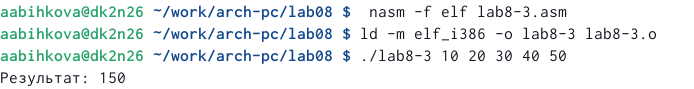 aabihkova@dk2n26 ~/work/arch-pc/lab08 $  nasm -f elf lab8-3.asm
aabihkova@dk2n26 ~/work/arch-pc/lab08 $ ld -m elf_i386 -o lab8-3 lab8-3.o
aabihkova@dk2n26 ~/work/arch-pc/lab08 $ ./lab8-3 10 20 30 40 50
Результат: 150